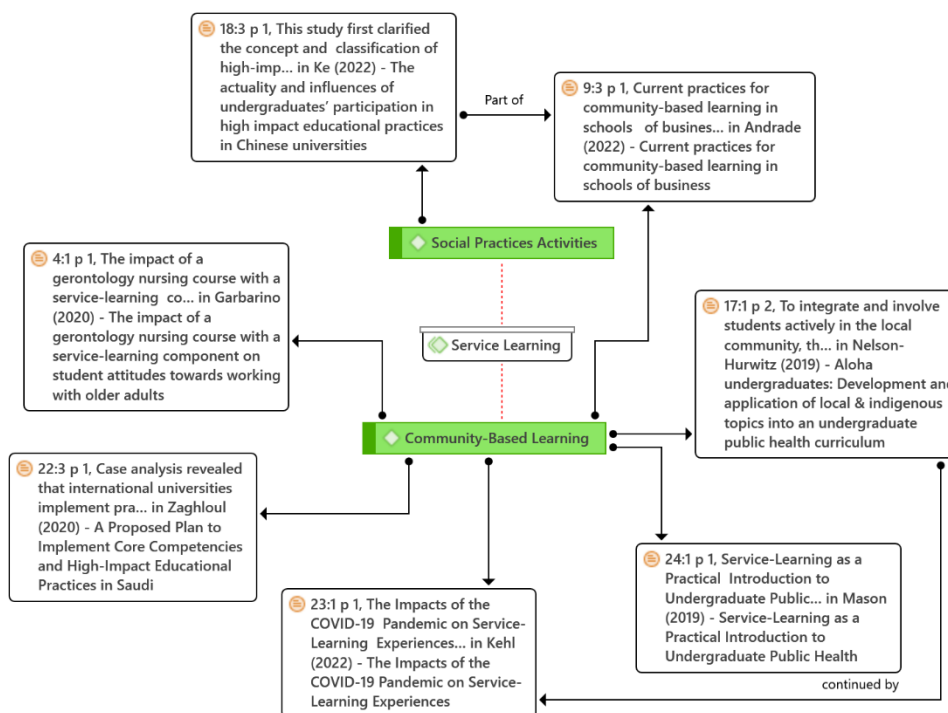 18:3 p 1, This study first clarified
the concept and classification of
high-imp... in Ke (2022) - The
actuality and influences of
undergraduates' participation in
high impact educational practices
in Chinese universities
Part of
9:3 p 1, Current practices for
community-based learning in
schools of busines... in Andrade
(2022) - Current practices for
community-based learning in
schools of business
Social Practices Activities
4:1 p 1, The impact of a
gerontology nursing course with a
service-learning co... in Garbarino
(2020) - The impact of a
gerontology nursing course with a
service-learning component on
student attitudes towards working
with older adults
Service Learning
17:1 p 2, To integrate and involve
students actively in the local
community, th... in Nelson-
Hurwitz (2019) - Aloha
undergraduates: Development and
application of local & indigenous
topics into an undergraduate
public health curriculum
Community-Based Learning
22:3 p 1, Case analysis revealed
that international universities
implement pra... in Zaghloul
(2020) - A Proposed Plan to
Implement Core Competencies
and High-Impact Educational
Practices in Saudi
24:1 p 1, Service-Learning as a
Practical Introduction to
Undergraduate Public... in Mason
(2019) - Service-Learning as a
Practical Introduction to
Undergraduate Public Health
23:1 p 1, The Impacts of the
COVID-19 Pandemic on Service-
Learning Experiences... in Kehl
(2022) - The Impacts of the
COVID-19 Pandemic on Service-
Learning Experiences
continued by